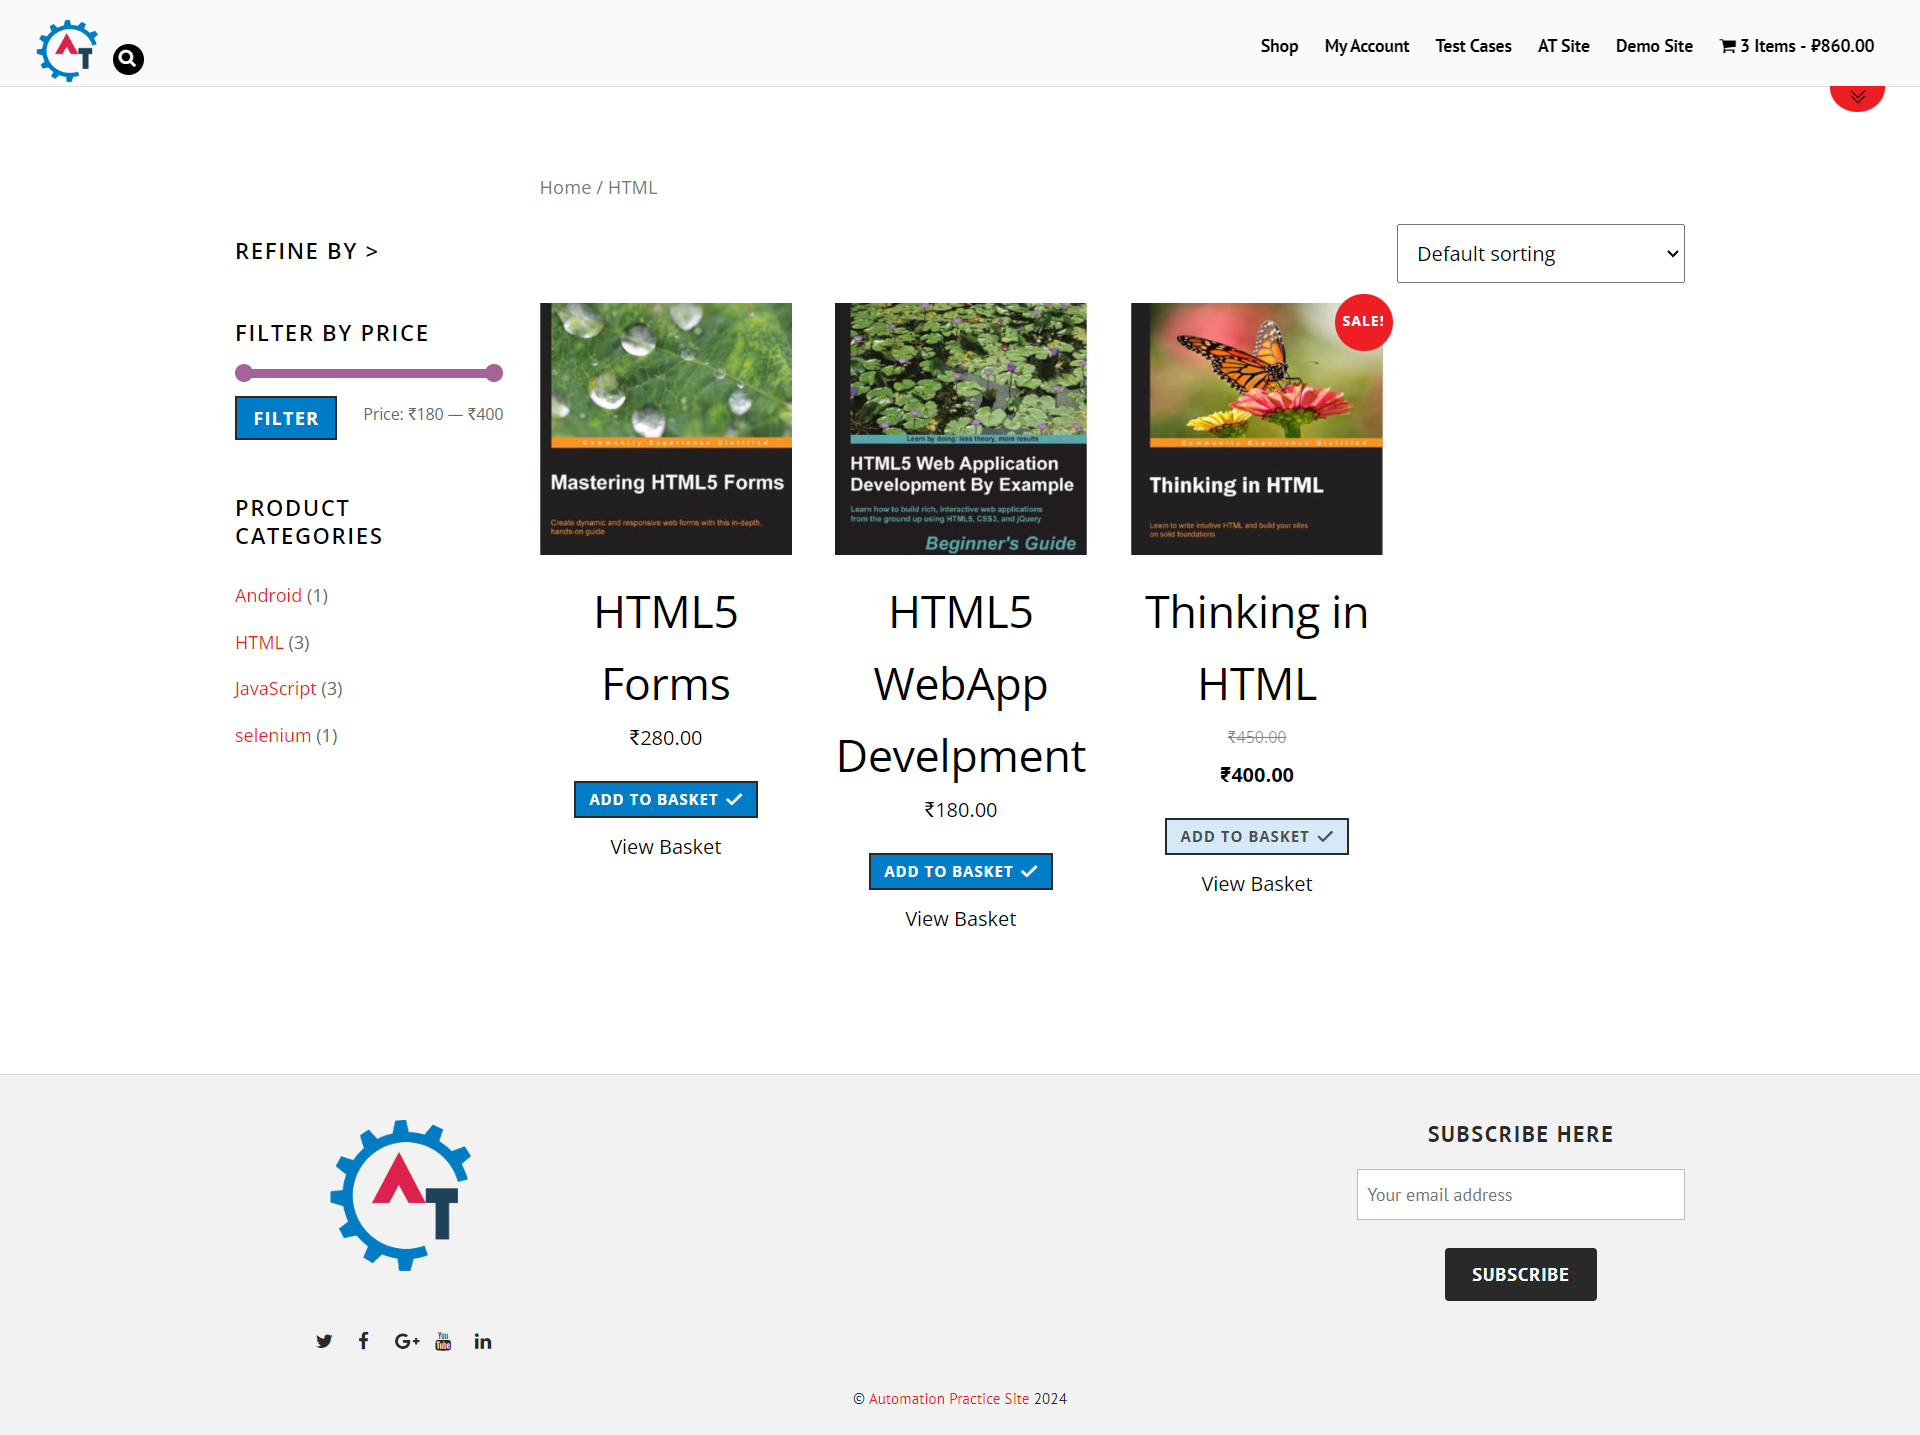 AT
Shop
My Account
Test Cases
AT Site
Demo Site
3 Items - ₽860.00
Home / HTML
REFINE BY >
Default sorting
FILTER BY PRICE
FILTER
Price: ₹180 — ₹400
PRODUCT
CATEGORIES
Android (1)
HTML (3)
JavaScript (3)
selenium (1)
Community Experience Distilled
Mastering HTML5 Forms
Create dynamic and responsive web forms with this in-depth,
hands-on guide
HTML5
Forms
₹280.00
ADD TO BASKET
View Basket
Learn by doing: less theory, more results
HTML5 Web Application
Development By Example
Learn how to build rich, interactive web applications
from the ground up using HTML5, CSS3, and jQuery
Beginner's Guide
HTML5
WebApp
Develpment
₹180.00
ADD TO BASKET
View Basket
SALE!
Community Experience Distilled
Thinking in HTML
Learn to write intuitive HTML and build your sites
on solid foundations
Thinking in
HTML
₹450.00
₹400.00
ADD TO BASKET
View Basket
AT
SUBSCRIBE HERE
Your email address
SUBSCRIBE
G+
You
Tube
in
© Automation Practice Site 2024